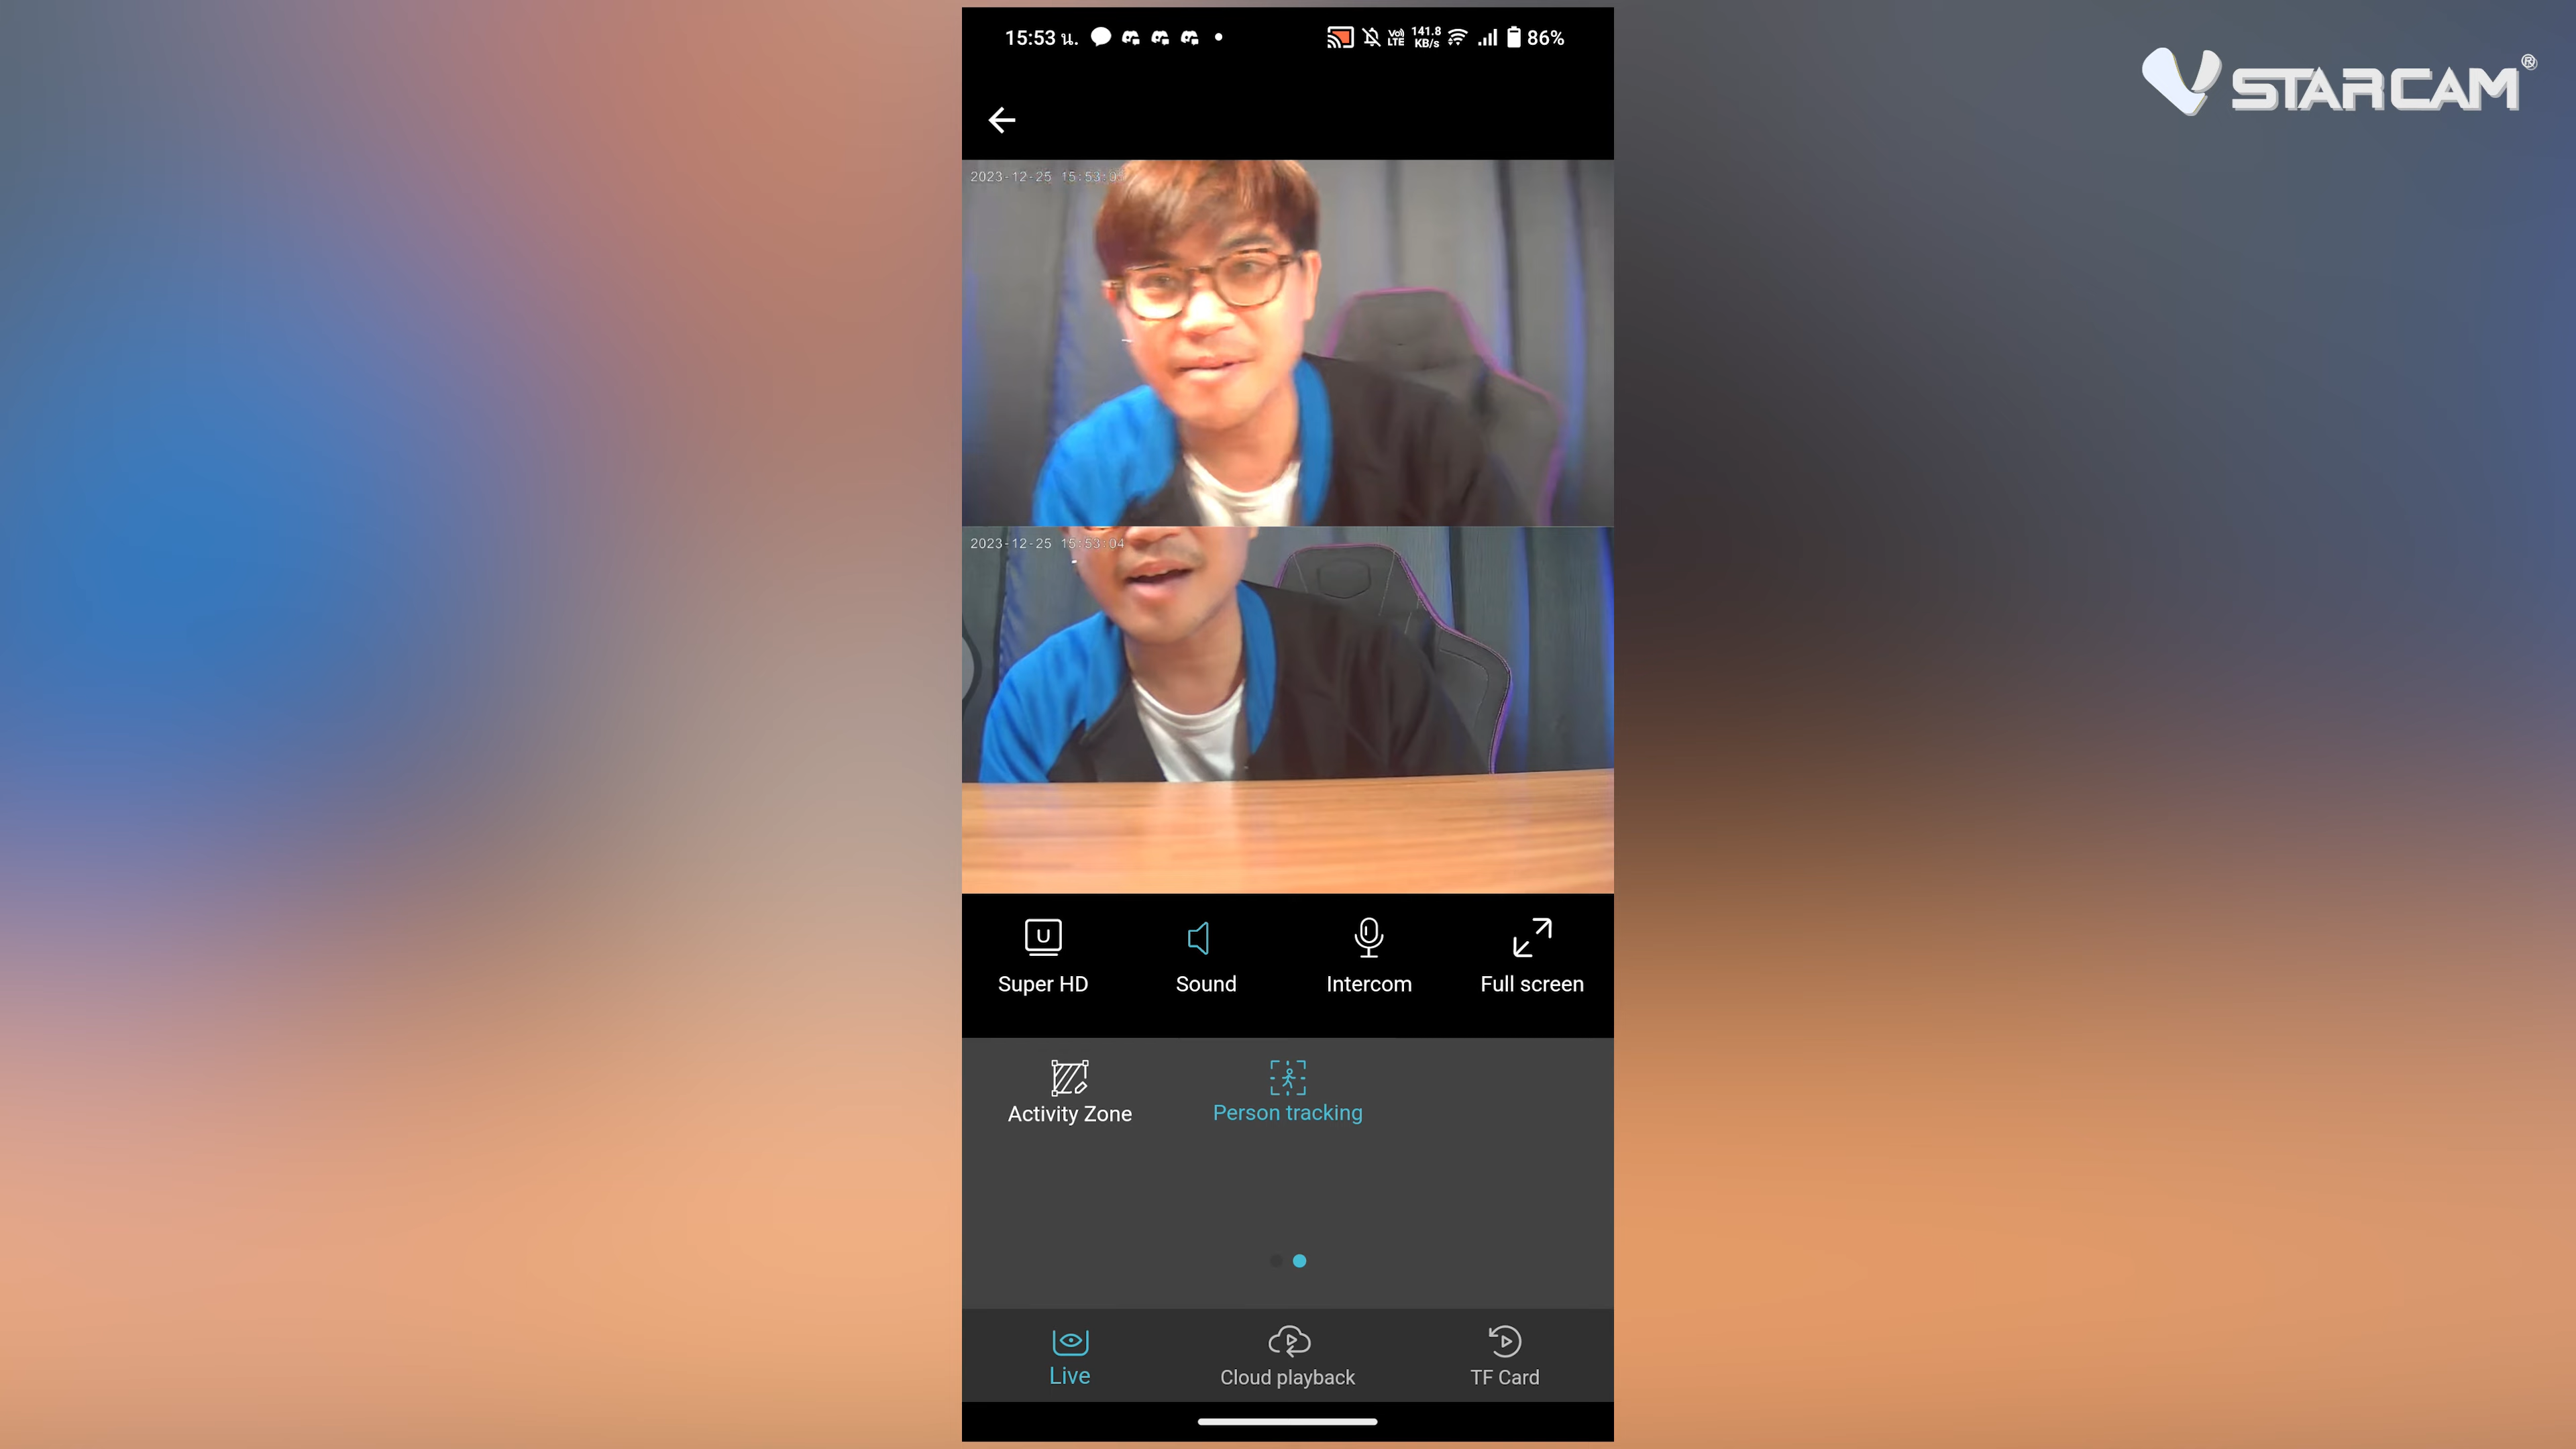 15:53 น.
VoLTE
141.8 KB/s
86%
STARCAM®
2023-12-25 15:53:0
2023-12-25 15:53:04
U
Super HD
Sound
Intercom
Full screen
Activity Zone
Person tracking
Live
Cloud playback
TF Card